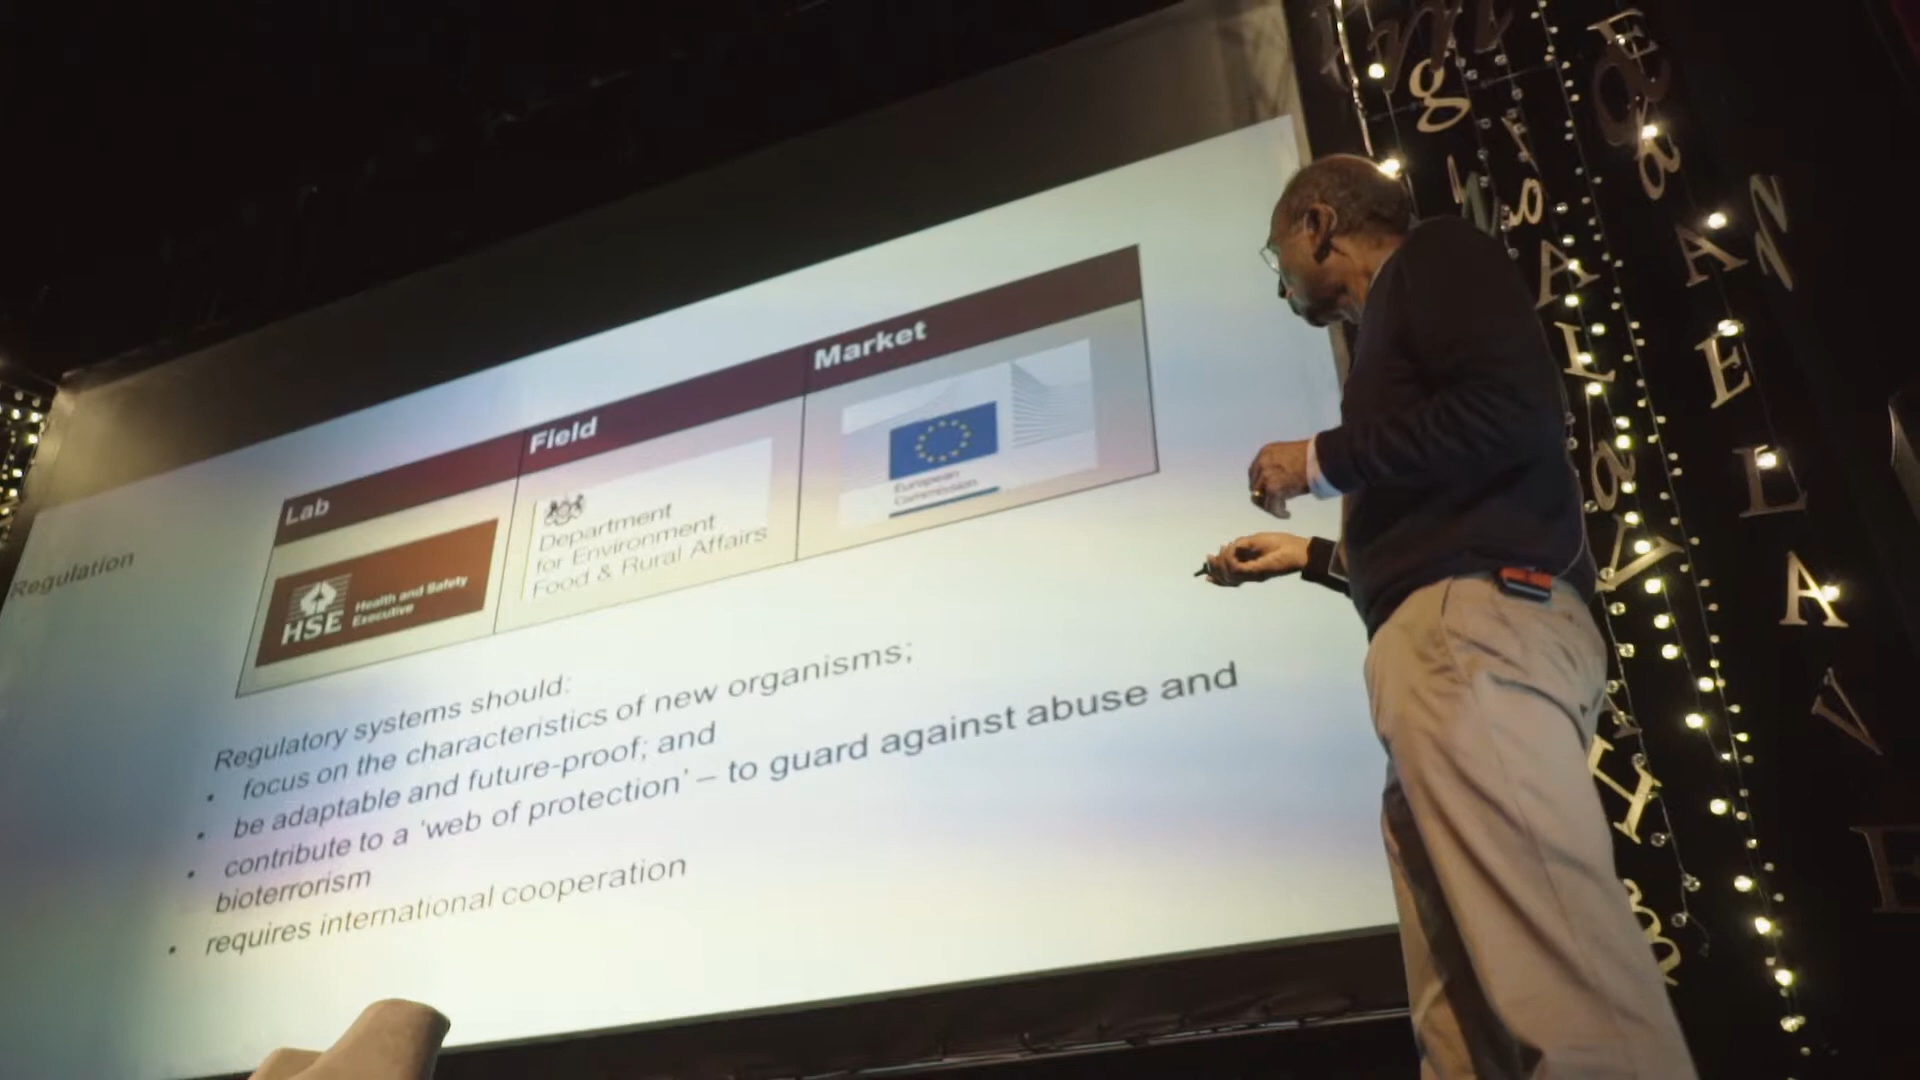 Regulation
Lab
Field
Market
HSE
Health and Safety
Executive
Department
for Environment
Food & Rural Affairs
European
Commission
Regulatory systems should:
• focus on the characteristics of new organisms;
• be adaptable and future-proof; and
• contribute to a 'web of protection' – to guard against abuse and
bioterrorism
• requires international cooperation